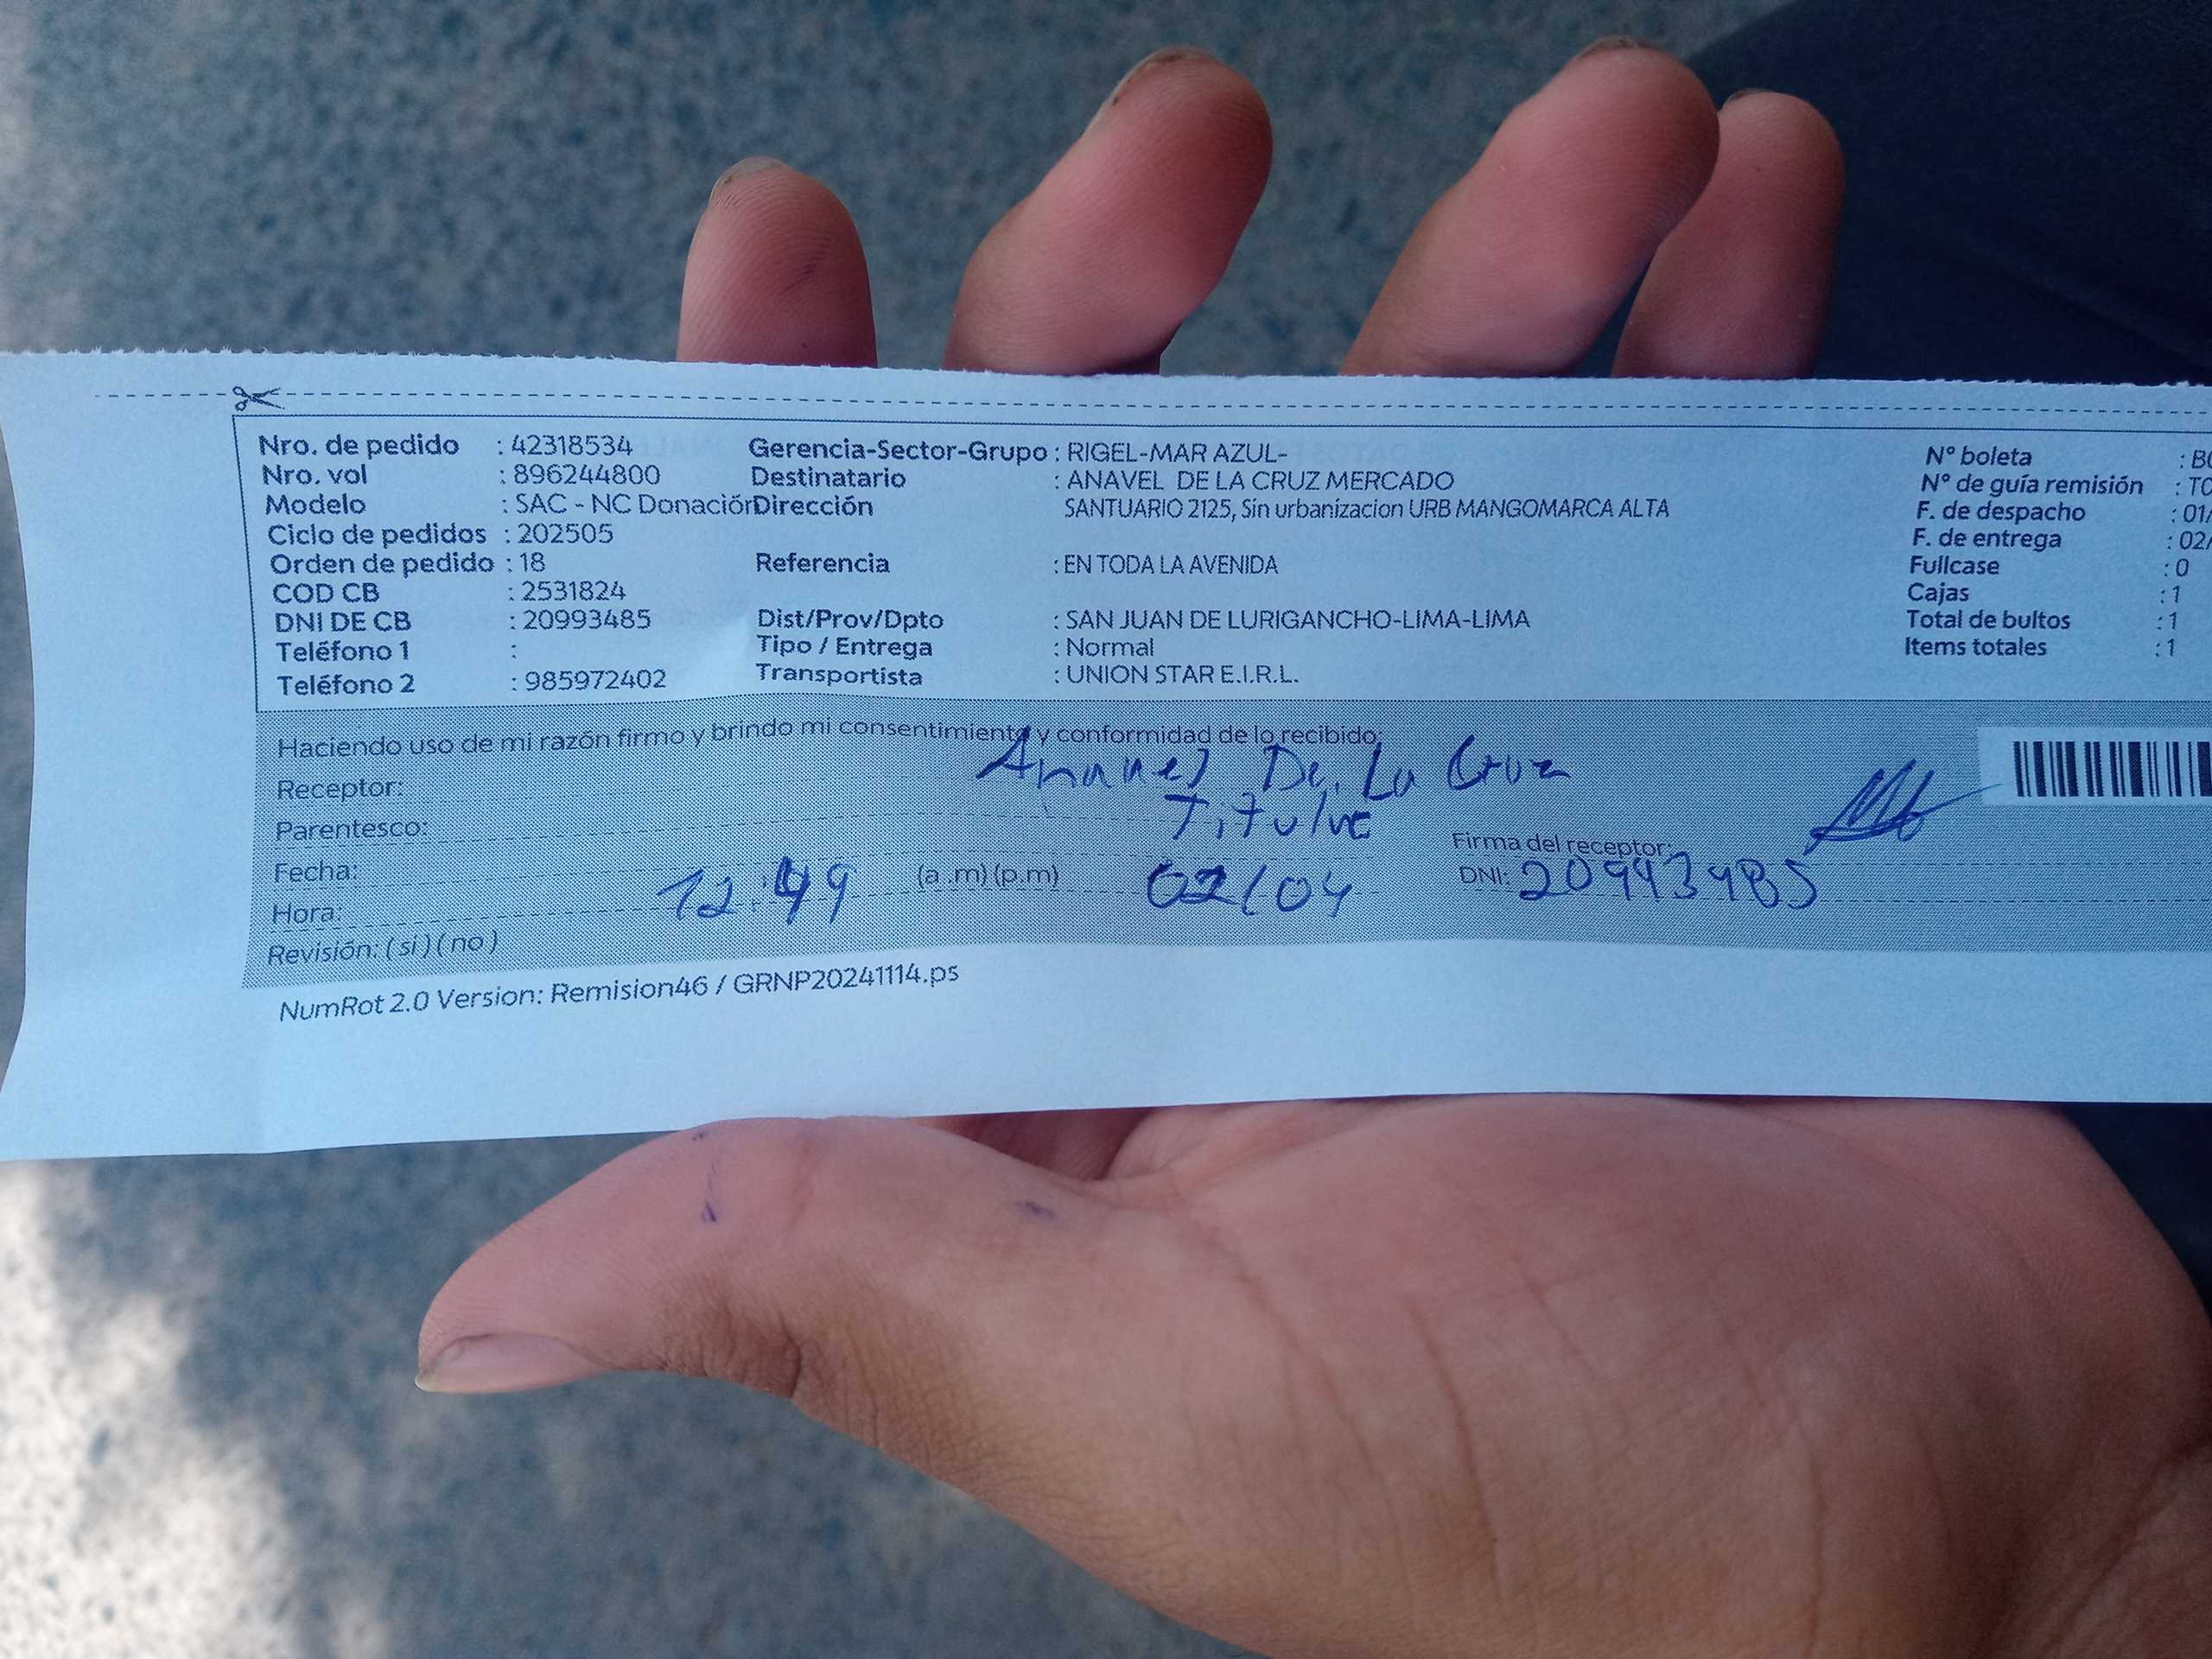 Nro. de pedido : 42318534
Nro. vol : 896244800
Modelo : SAC - NC Donación
Ciclo de pedidos : 202505
Orden de pedido : 18
COD CB : 2531824
DNI DE CB : 20993485
Teléfono 1 :
Teléfono 2 : 985972402
Gerencia-Sector-Grupo : RIGEL-MAR AZUL-
Destinatario : ANAVEL DE LA CRUZ MERCADO
Dirección SANTUARIO 2125, Sin urbanizacion URB MANGOMARCA ALTA
Referencia : EN TODA LA AVENIDA
Dist/Prov/Dpto : SAN JUAN DE LURIGANCHO-LIMA-LIMA
Tipo / Entrega : Normal
Transportista : UNION STAR E.I.R.L.
N° boleta : B
N° de guía remisión : T
F. de despacho : 01/
F. de entrega : 02/
Fullcase : 0
Cajas : 1
Total de bultos : 1
Items totales : 1
Haciendo uso de mi razón firmo y brindo mi consentimiento y conformidad de lo recibido:
Receptor: De La Cruz
Parentesco:
Firma del receptor:
Fecha:
Hora: 12:49 (a .m) (p.m) 02/04 DNI:
Revisión: ( si ) ( no )
NumRot 2.0 Version: Remision46 / GRNP20241114.ps